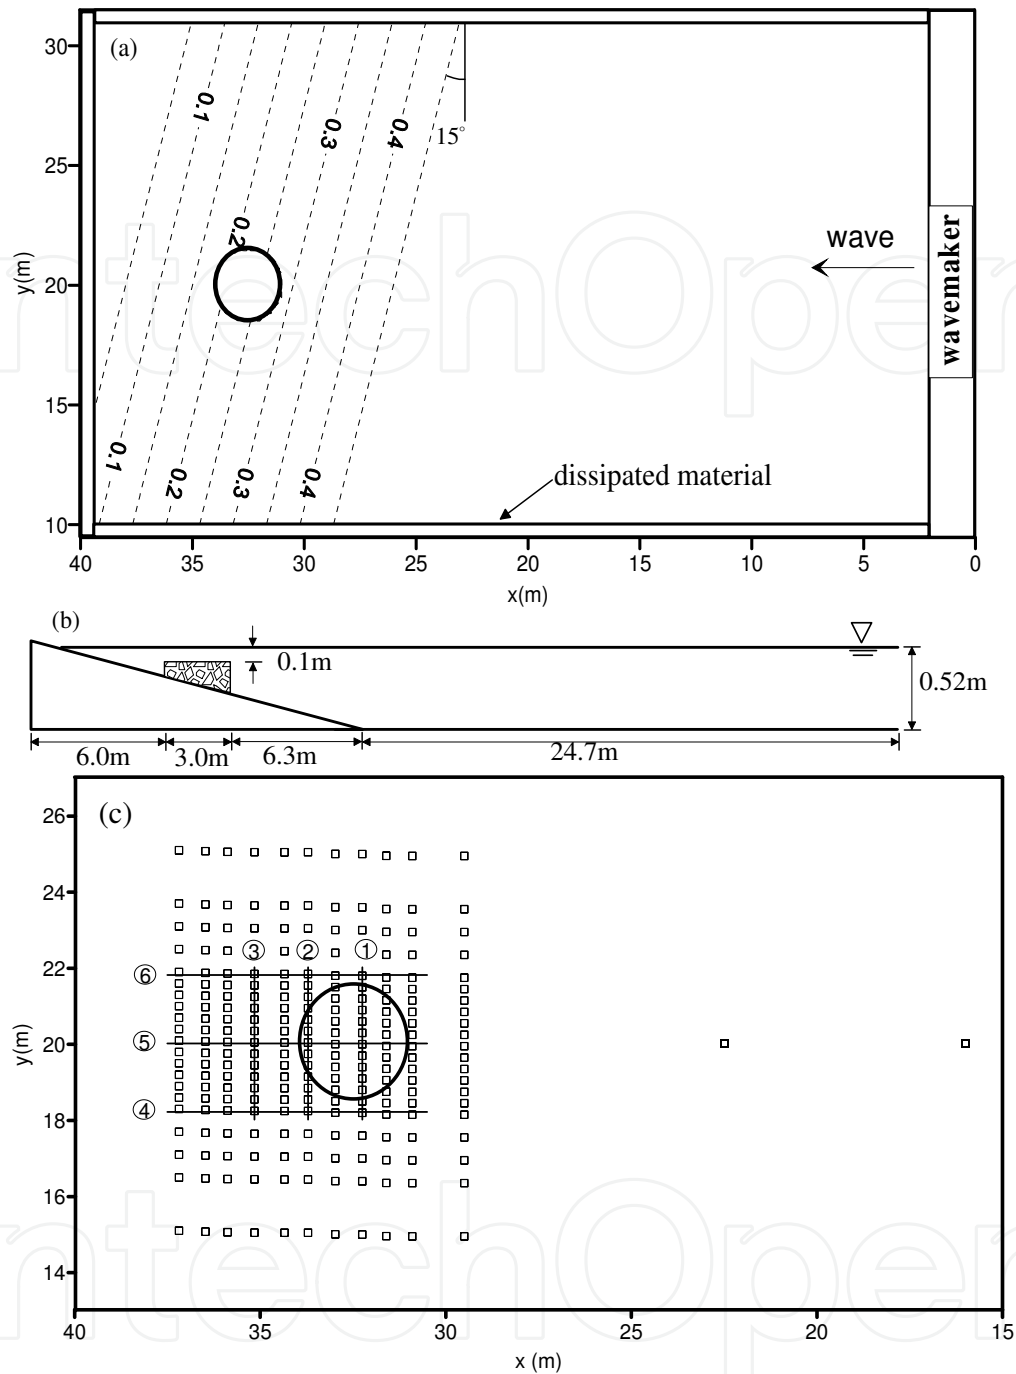 (a)
30
25
20
15
10
y(m)
0.1
0.3
0.4
15°
0.2
wave
wavemaker
0.1
0.2
0.3
0.4
dissipated material
40
35
30
25
20
15
10
5
0
x(m)
(b)
0.1m
0.52m
6.0m
3.0m
6.3m
24.7m
(c)
26
24
22
20
18
16
14
y(m)
③
②
①
⑥
⑤
④
40
35
30
25
20
15
x (m)
ntechOpen
ntechOpen